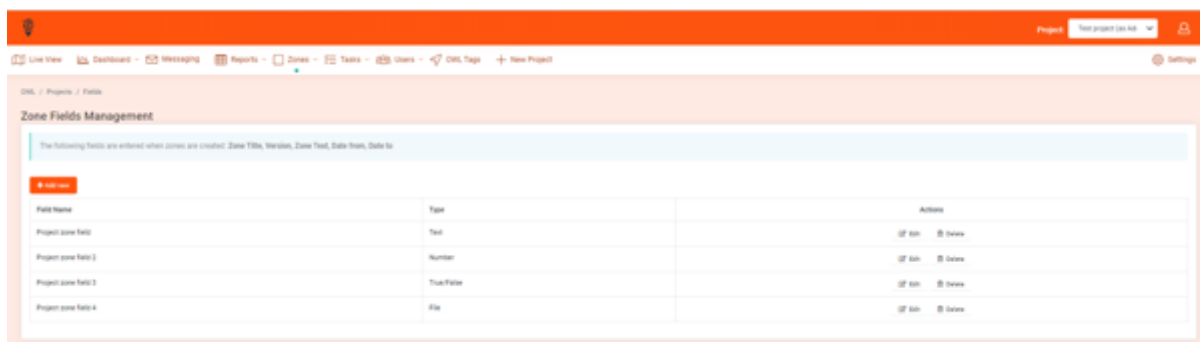 Project: Test project (as Adt
Live View Dashboard Messaging Reports Zones Tasks Users OWL Tags + New Project Settings
OWL / Projects / Fields
Zone Fields Management
The following fields are entered when zones are created: Zone Title, Version, Zone Text, Date from, Date to
+ Add new
Field Name Type Actions
Project zone field Text Edit Delete
Project zone field 2 Number Edit Delete
Project zone field 3 True/False Edit Delete
Project zone field 4 File Edit Delete